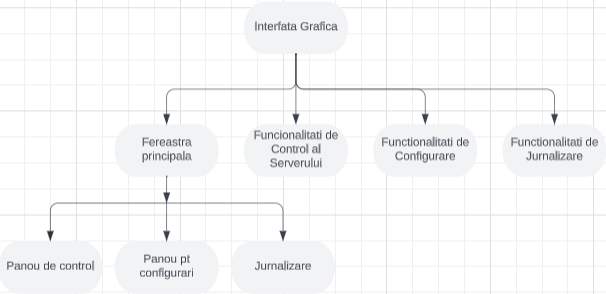 Interfata Grafica
Fereastra
principala
Funcionalitati de
Control al
Serverului
Functionalitati de
Configurare
Functionalitati de
Jurnalizare
Panou de control
Panou pt
configurari
Jurnalizare